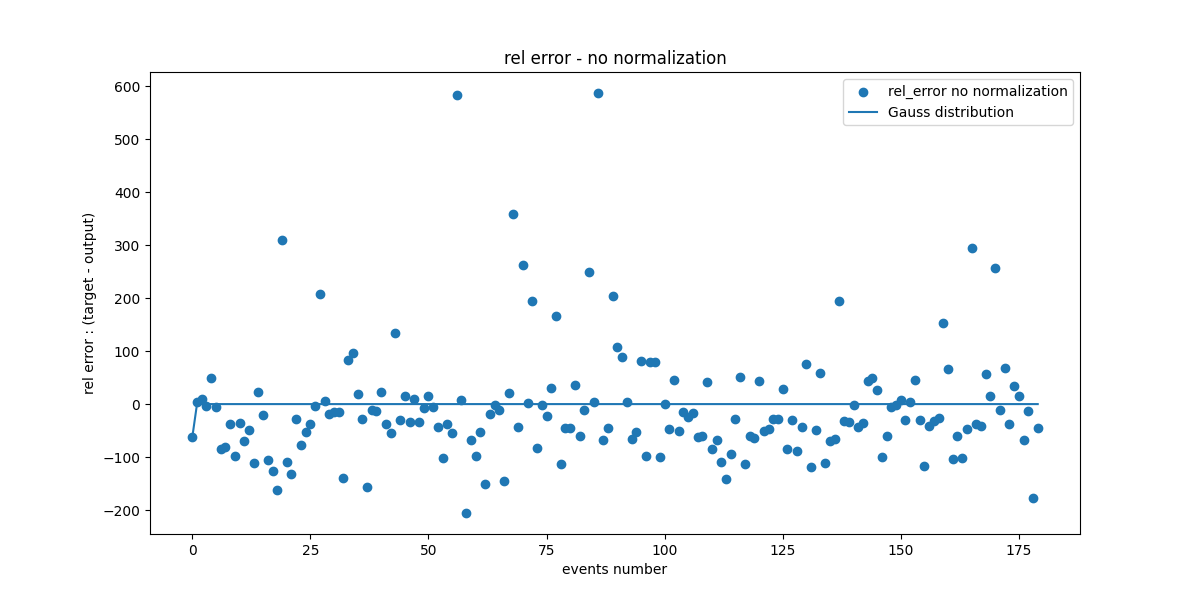 rel error - no normalization
rel_error no normalization
Gauss distribution
rel error : (target - output)
600
500
400
300
200
100
0
−100
−200
0 25 50 75 100 125 150 175
events number